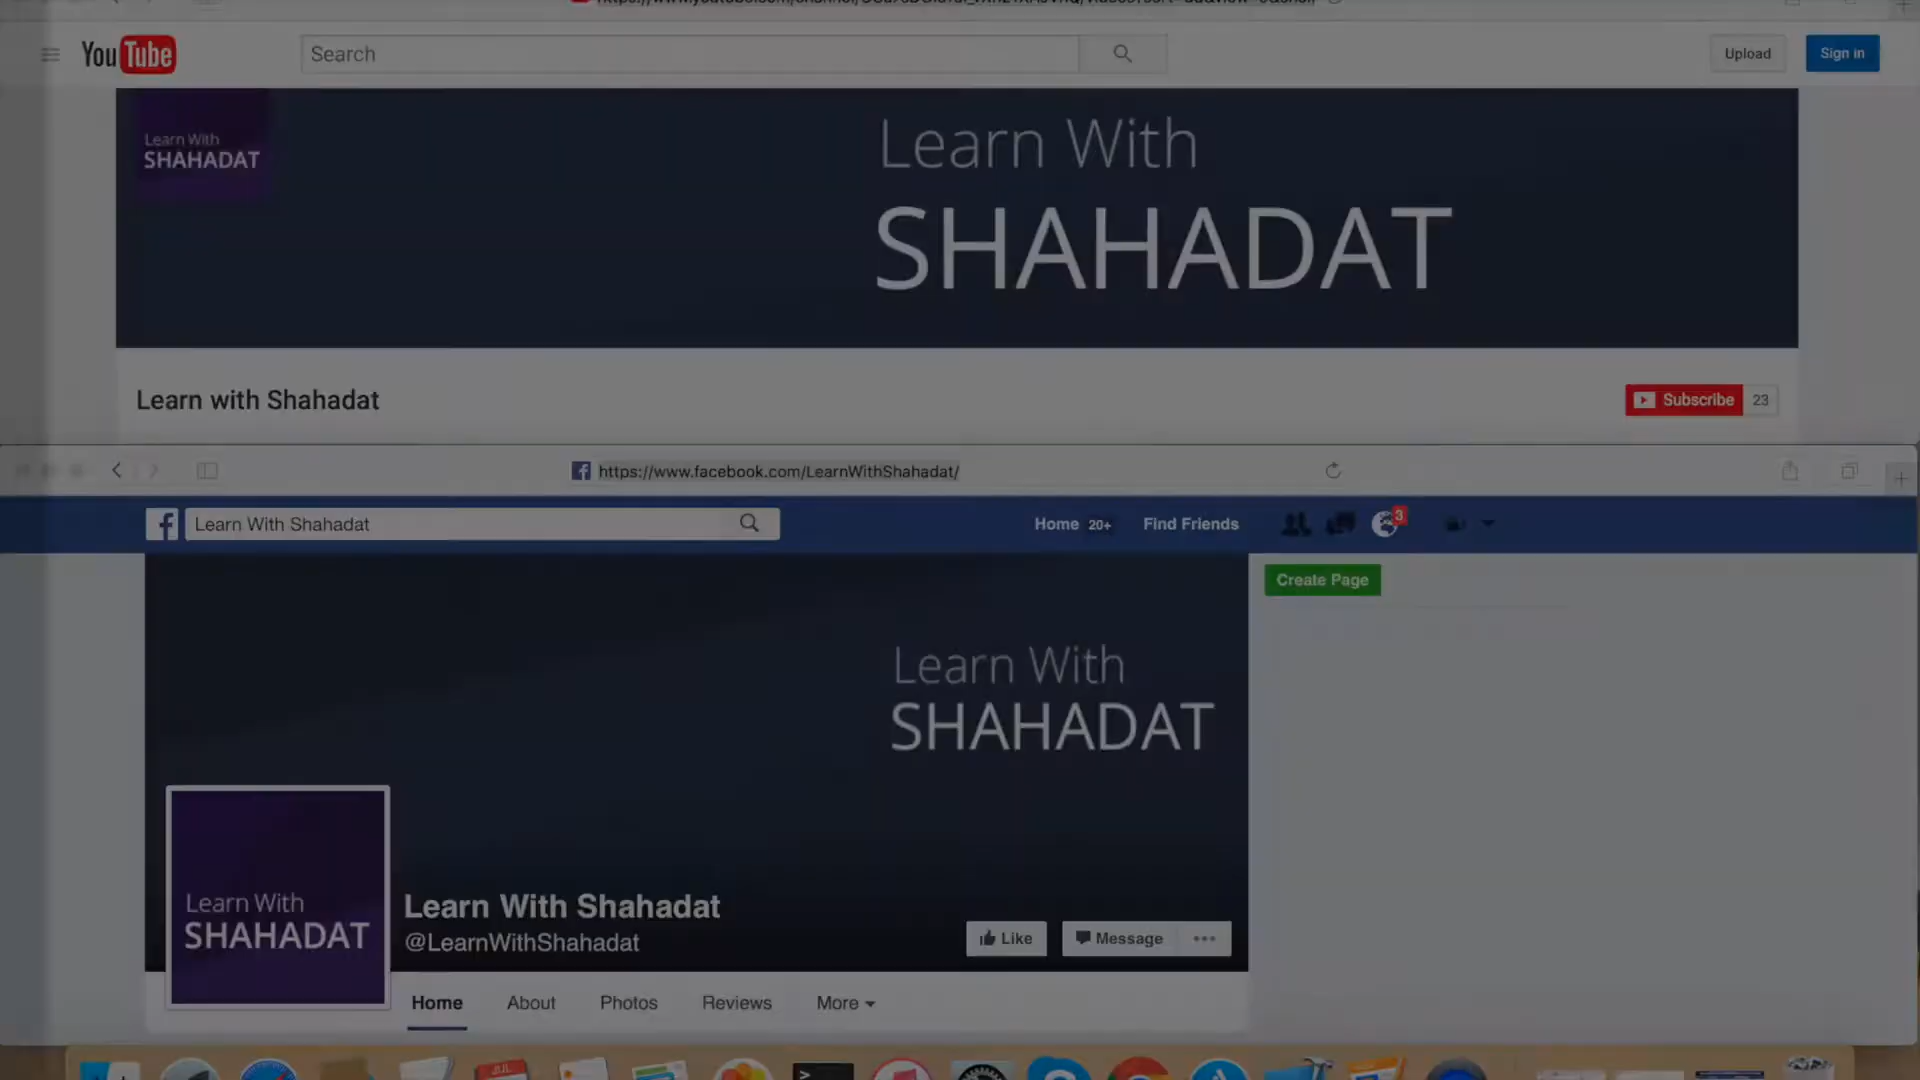 YouTube
Search
Upload
Sign in
Learn With
SHAHADAT
Learn With
SHAHADAT
Learn with Shahadat
Subscribe 23
https://www.facebook.com/LearnWithShahadat/
Learn With Shahadat
Home 20+
Find Friends
3
Create Page
Learn With
SHAHADAT
Learn With
SHAHADAT
Learn With Shahadat
@LearnWithShahadat
Like
Message
Home
About
Photos
Reviews
More
JUL